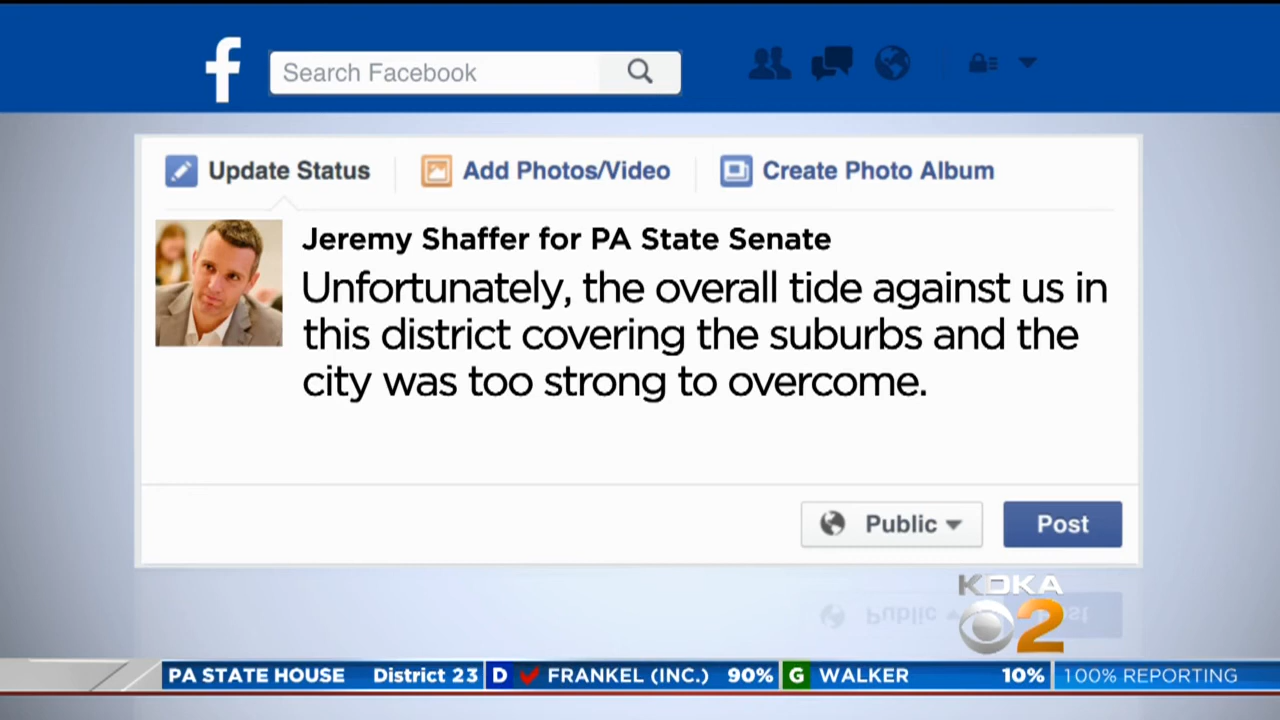 f
Search Facebook
Update Status
Add Photos/Video
Create Photo Album
Jeremy Shaffer for PA State Senate
Unfortunately, the overall tide against us in
this district covering the suburbs and the
city was too strong to overcome.
Public
Post
Public
KDKA
2
PA STATE HOUSE District 23 D FRANKEL (INC.) 90% G WALKER 10% 100% REPORTING